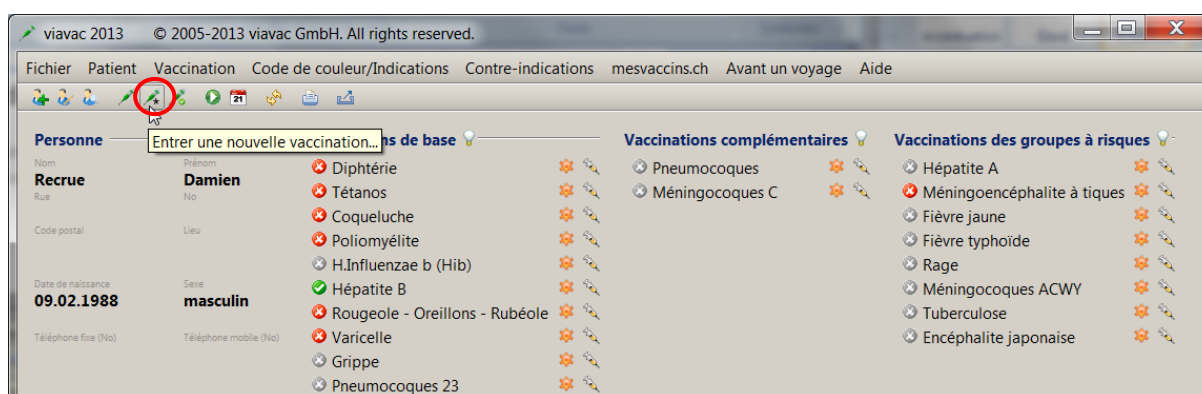 viavac 2013 © 2005-2013 viavac GmbH. All rights reserved.
Fichier Patient Vaccination Code de couleur/Indications Contre-indications mesvaccins.ch Avant un voyage Aide
21
Entrer une nouvelle vaccination...
Personne
Nom Prénom
Recrue Damien
Rue No
Code postal Lieu
Date de naissance Sexe
09.02.1988 masculin
Téléphone fixe (No) Téléphone mobile (No)
ns de base
Diphtérie
Tétanos
Coqueluche
Poliomyélite
H.Influenzae b (Hib)
Hépatite B
Rougeole - Oreillons - Rubéole
Varicelle
Grippe
Pneumocoques 23
Vaccinations complémentaires
Pneumocoques
Méningocoques C
Vaccinations des groupes à risques
Hépatite A
Méningoencéphalite à tiques
Fièvre jaune
Fièvre typhoïde
Rage
Méningocoques ACWY
Tuberculose
Encéphalite japonaise